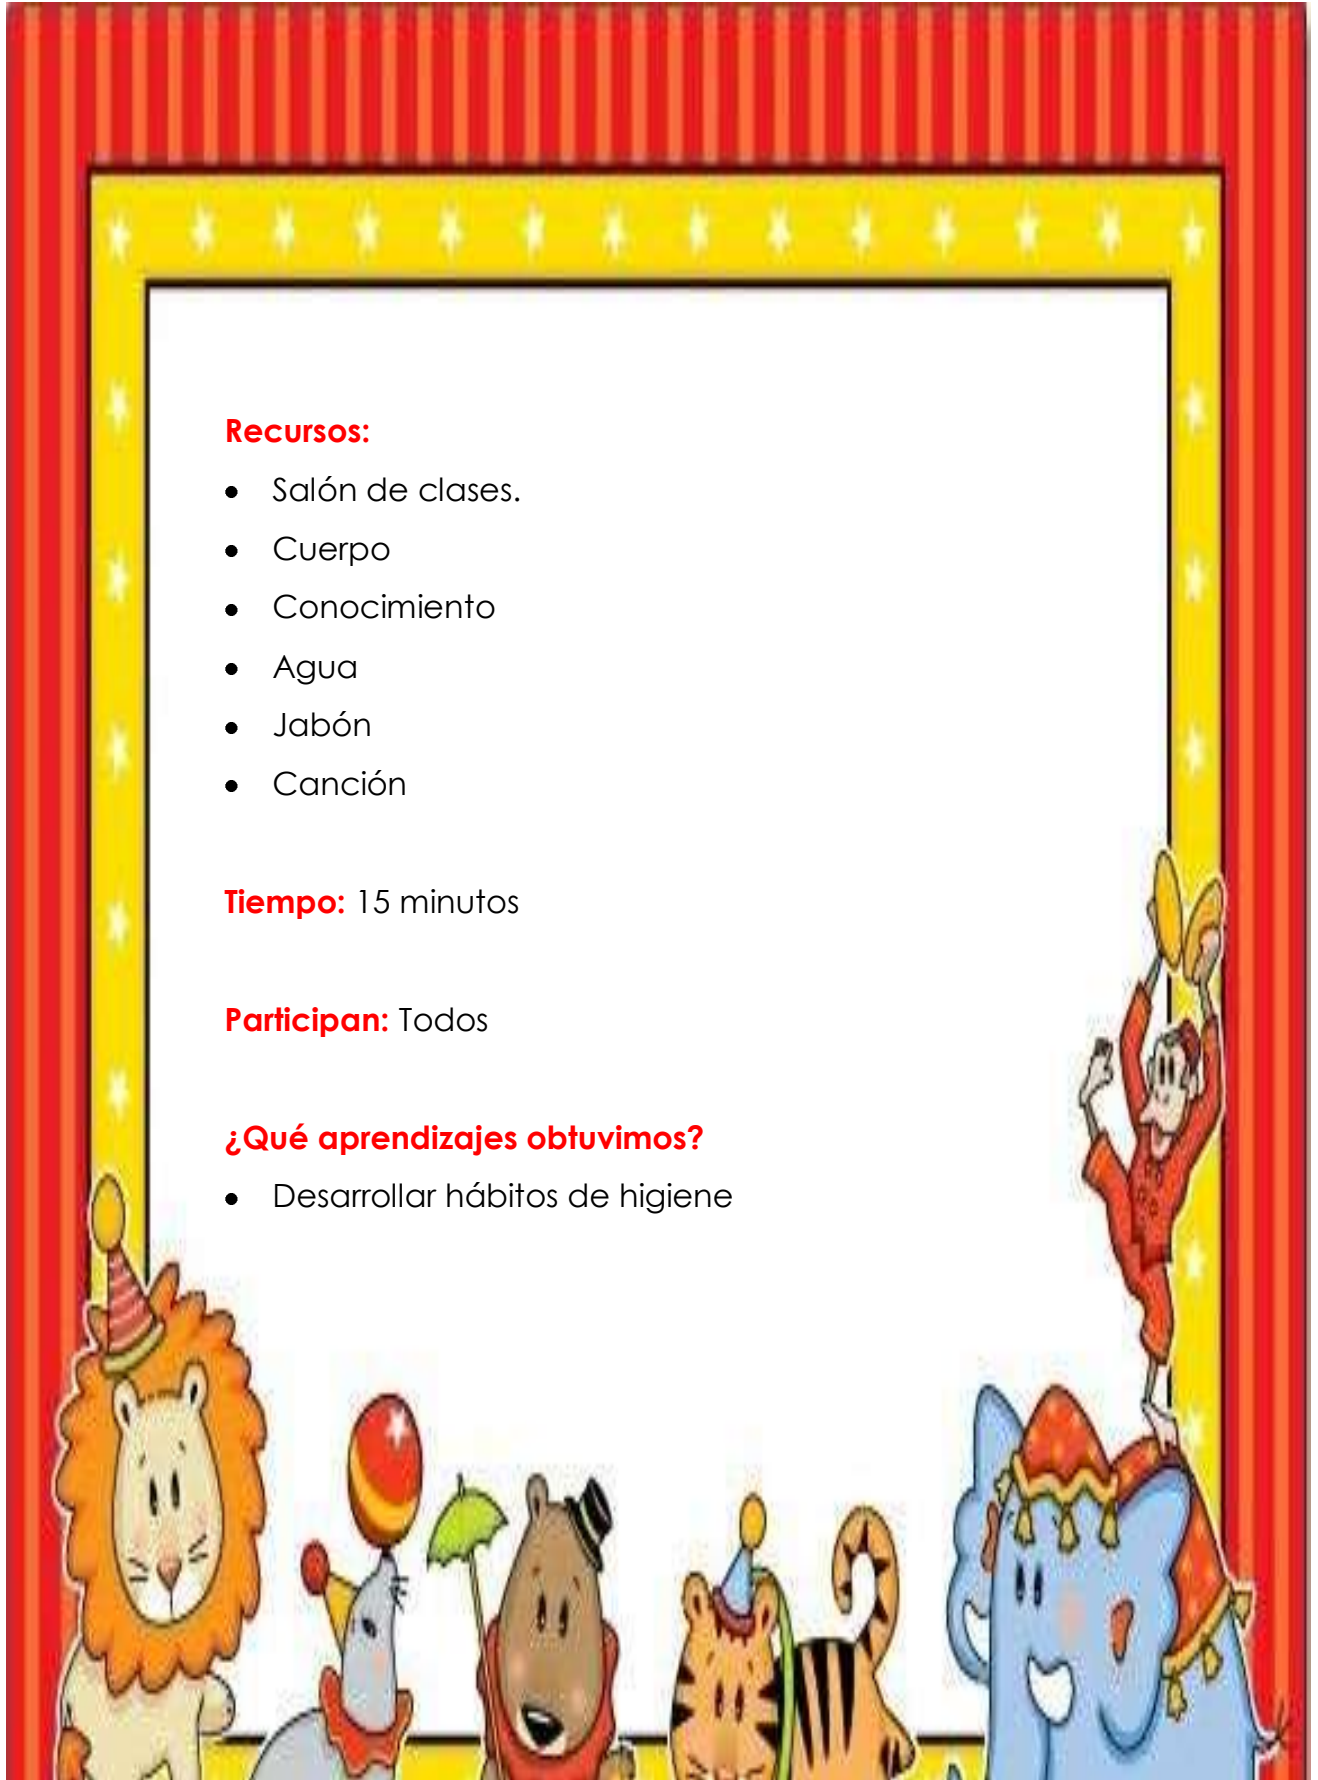 Recursos:
• Salón de clases.
• Cuerpo
• Conocimiento
• Agua
• Jabón
• Canción
Tiempo: 15 minutos
Participan: Todos
¿Qué aprendizajes obtuvimos?
• Desarrollar hábitos de higiene